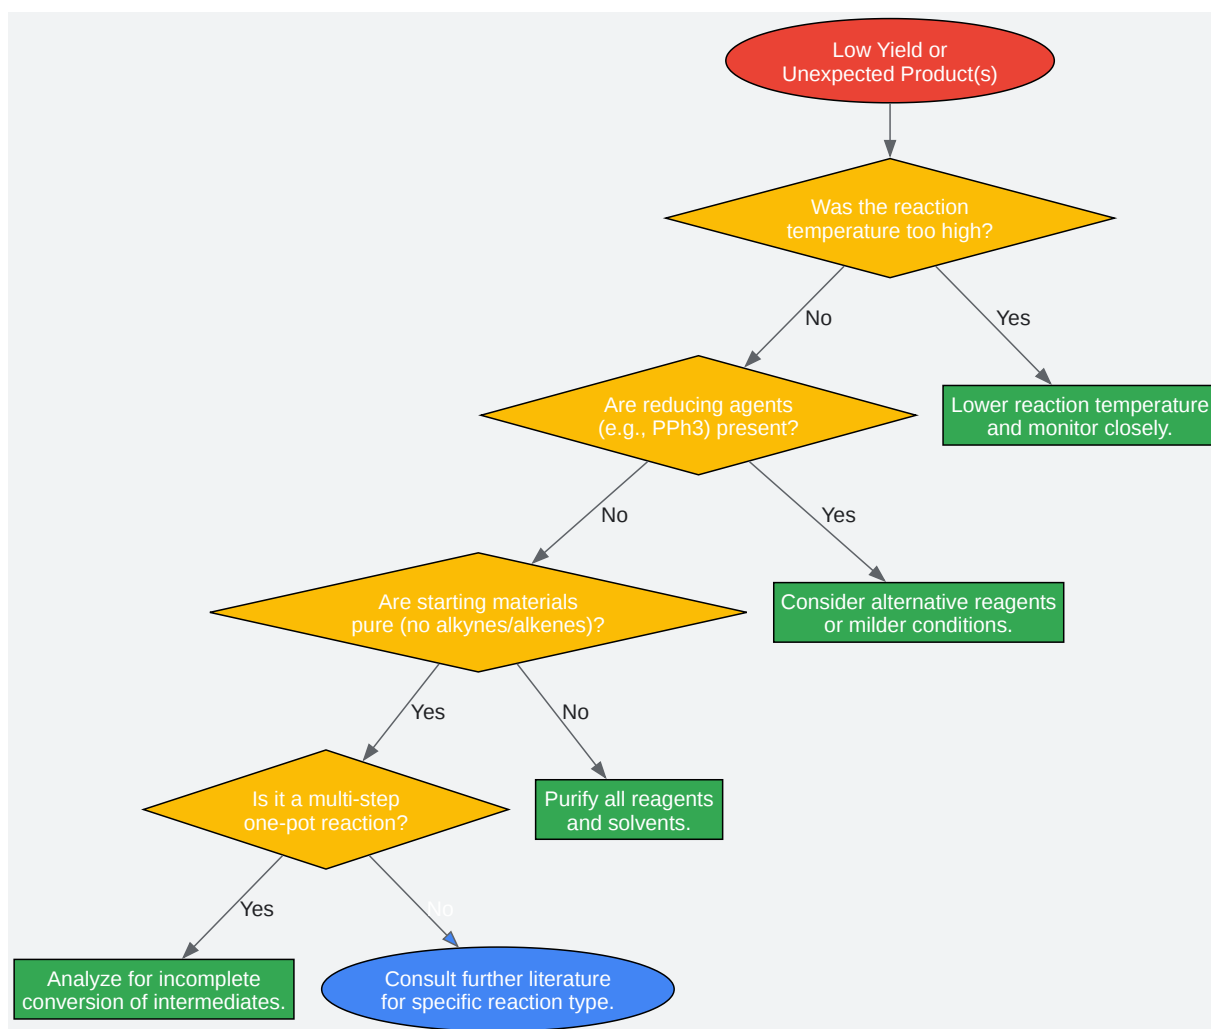 Low Yield or
Unexpected Product(s)
Was the reaction
temperature too high?
No
Yes
Are reducing agents
(e.g., PPh3) present?
Lower reaction temperature
and monitor closely.
No
Yes
Are starting materials
pure (no alkynes/alkenes)?
Consider alternative reagents
or milder conditions.
Yes
No
Is it a multi-step
one-pot reaction?
Purify all reagents
and solvents.
Yes
No
Analyze for incomplete
conversion of intermediates.
Consult further literature
for specific reaction type.